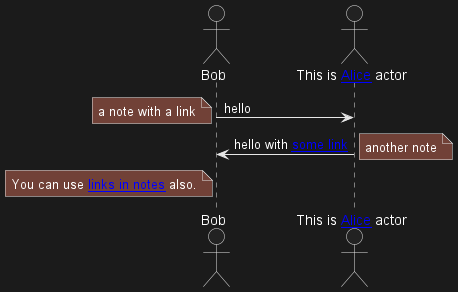 Bob
This is Alice actor
hello
a note with a link
hello with some link
another note
You can use links in notes also.
Bob
This is Alice actor